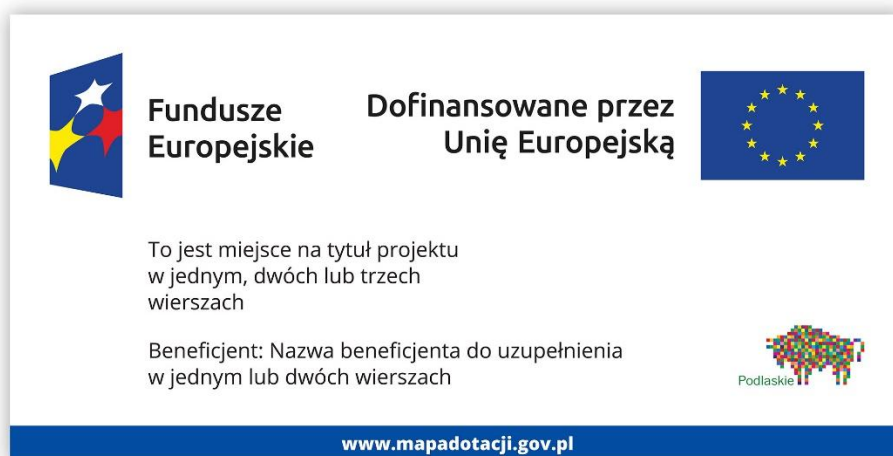 Fundusze
Europejskie
Dofinansowane przez
Unię Europejską
To jest miejsce na tytuł projektu
w jednym, dwóch lub trzech
wierszach
Beneficjent: Nazwa beneficjenta do uzupełnienia
w jednym lub dwóch wierszach
Podlaskie
www.mapadotacji.gov.pl